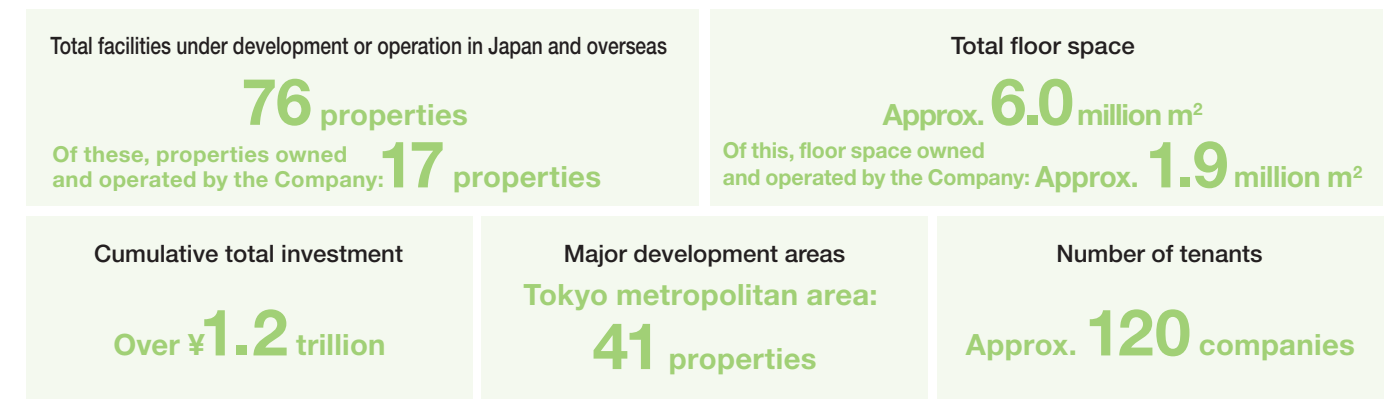 Total facilities under development or operation in Japan and overseas
76 properties
Of these, properties owned
and operated by the Company: 17 properties
Total floor space
Approx. 6.0 million m²
Of this, floor space owned
and operated by the Company: Approx. 1.9 million m²
Cumulative total investment
Over ¥1.2 trillion
Major development areas
Tokyo metropolitan area:
41 properties
Number of tenants
Approx. 120 companies